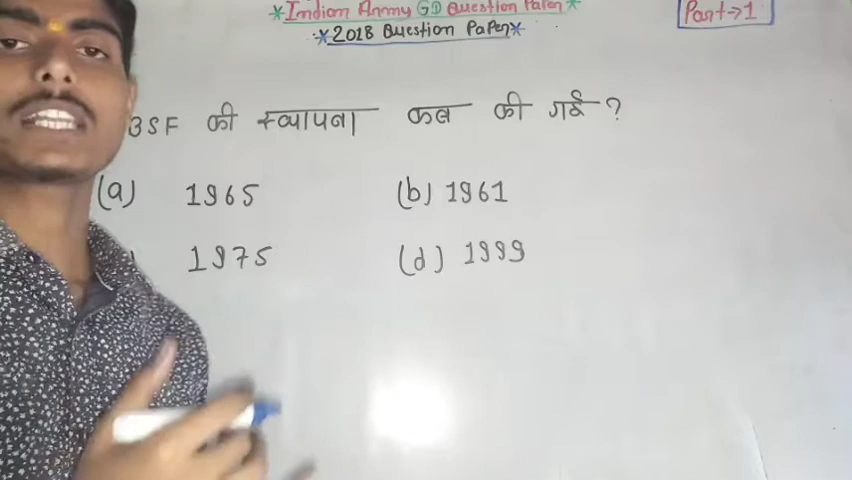 *Indian Army GD Question Paper*
*2018 Question Paper*
Part→1
BSF की स्थापना कब की गई ?
(a) 1965 (b) 1961
1975 (d) 1999